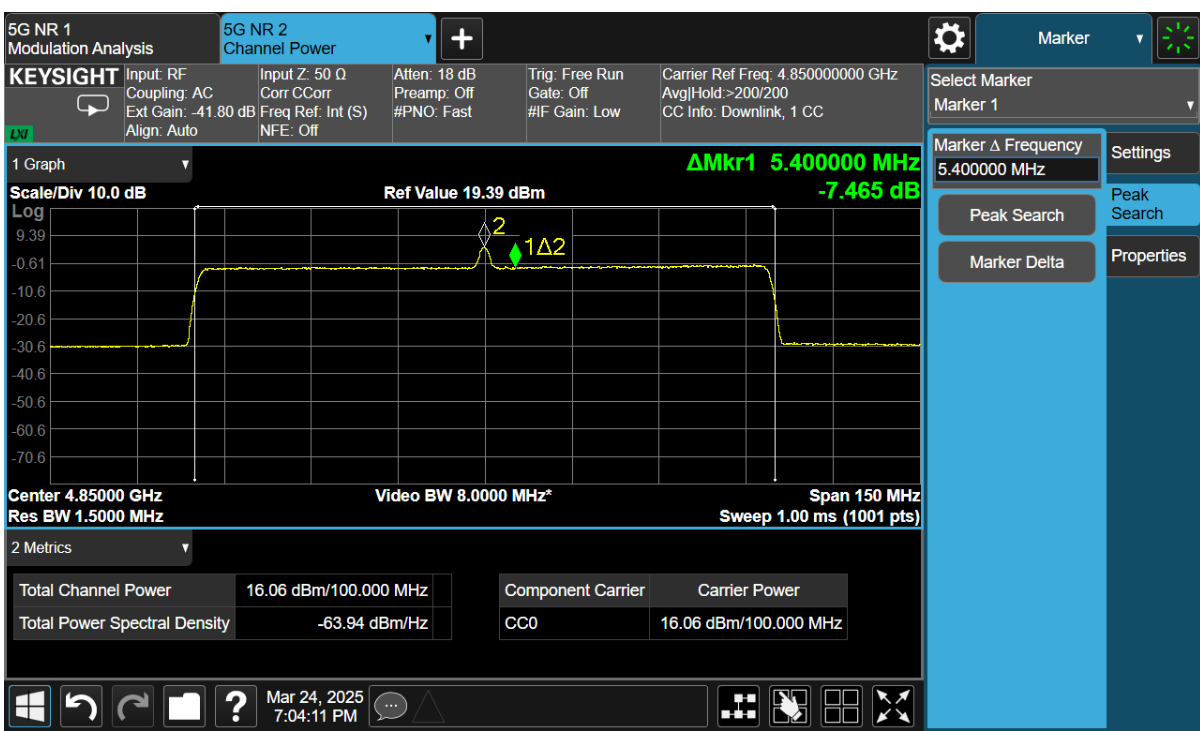 5G NR 1
Modulation Analysis
5G NR 2
Channel Power
Marker
KEYSIGHT
LXI
Input: RF
Coupling: AC
Ext Gain: -41.80 dB
Align: Auto
Input Z: 50 Ω
Corr CCorr
Freq Ref: Int (S)
NFE: Off
Atten: 18 dB
Preamp: Off
#PNO: Fast
Trig: Free Run
Gate: Off
#IF Gain: Low
Carrier Ref Freq: 4.850000000 GHz
Avg|Hold:>200/200
CC Info: Downlink, 1 CC
Select Marker
Marker 1
Marker Δ Frequency
5.400000 MHz
Peak Search
Marker Delta
Settings
Peak
Search
Properties
1 Graph
ΔMkr1 5.400000 MHz
-7.465 dB
Scale/Div 10.0 dB
Ref Value 19.39 dBm
Log
9.39
-0.61
-10.6
-20.6
-30.6
-40.6
-50.6
-60.6
-70.6
2
1Δ2
Center 4.85000 GHz
Video BW 8.0000 MHz*
Span 150 MHz
Res BW 1.5000 MHz
Sweep 1.00 ms (1001 pts)
2 Metrics
Total Channel Power 16.06 dBm/100.000 MHz
Total Power Spectral Density -63.94 dBm/Hz
Component Carrier Carrier Power
CC0 16.06 dBm/100.000 MHz
?
Mar 24, 2025
7:04:11 PM